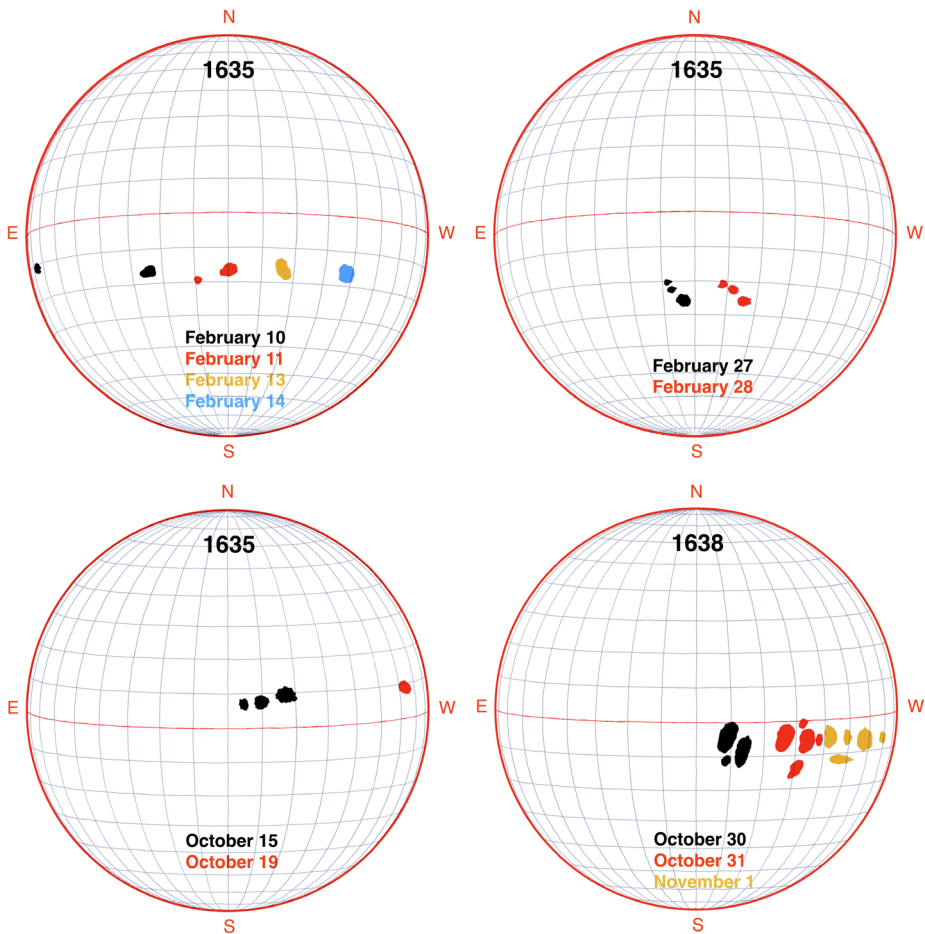 N
1635
E
W
February 10
February 11
February 13
February 14
S
N
1635
E
W
February 27
February 28
S
N
1635
E
W
October 15
October 19
S
N
1638
E
W
October 30
October 31
November 1
S